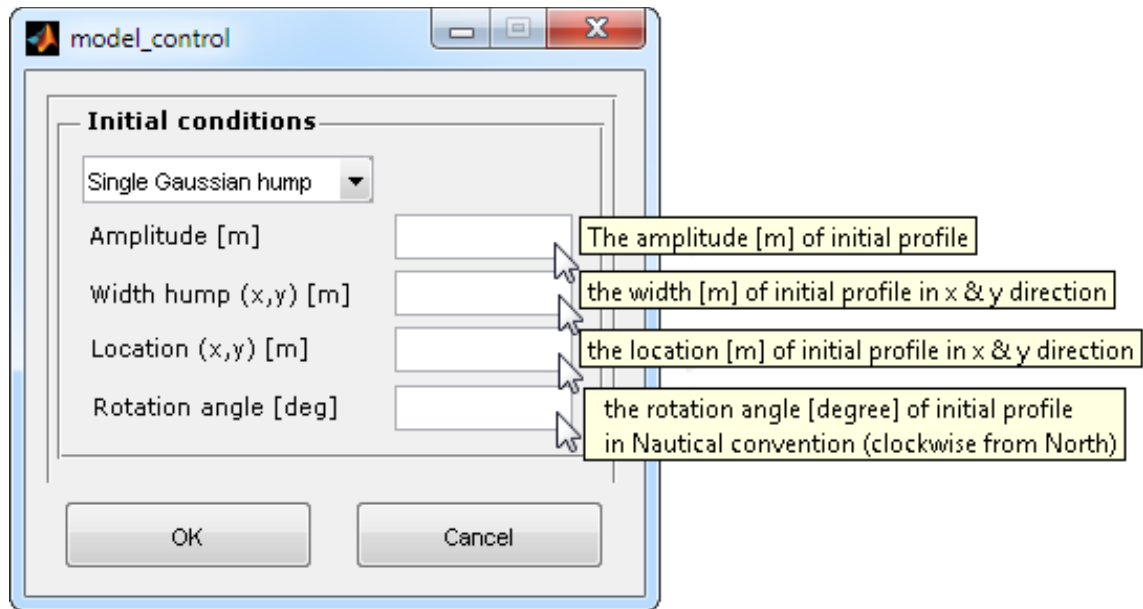 model_control
Initial conditions
Single Gaussian hump
Amplitude [m]
The amplitude [m] of initial profile
Width hump (x,y) [m]
the width [m] of initial profile in x & y direction
Location (x,y) [m]
the location [m] of initial profile in x & y direction
Rotation angle [deg]
the rotation angle [degree] of initial profile
in Nautical convention (clockwise from North)
OK
Cancel